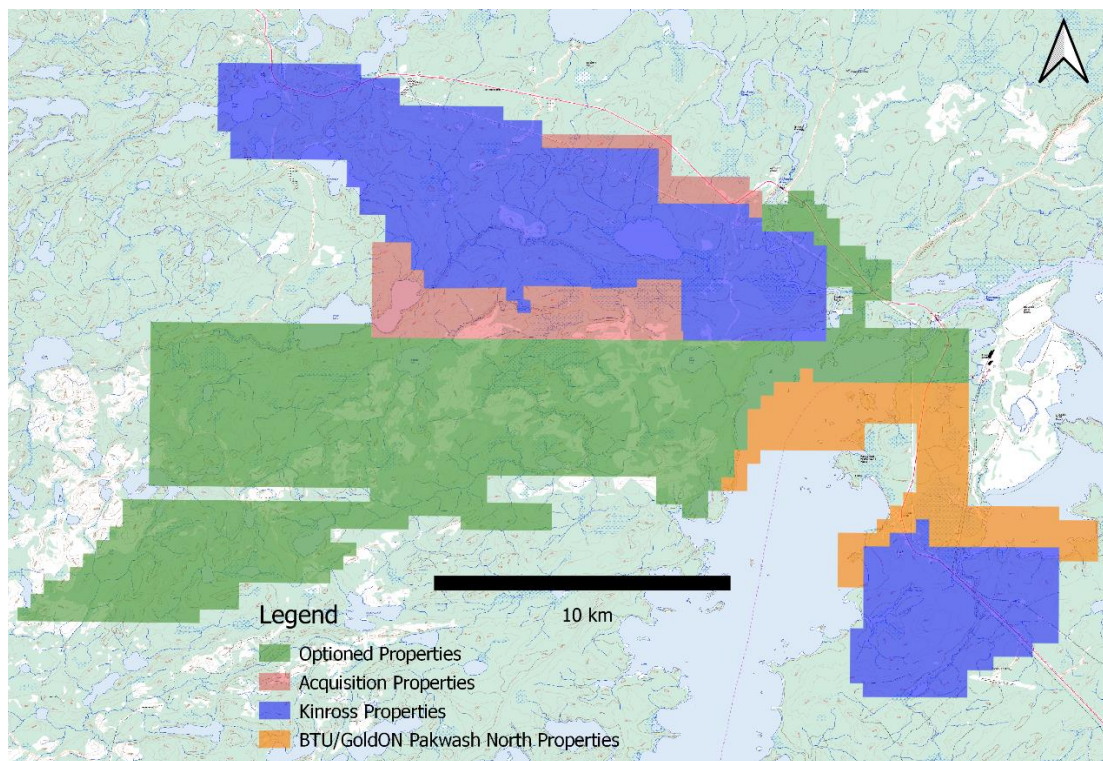 10 km
Legend
Optioned Properties
Acquisition Properties
Kinross Properties
BTU/GoldON Pakwash North Properties